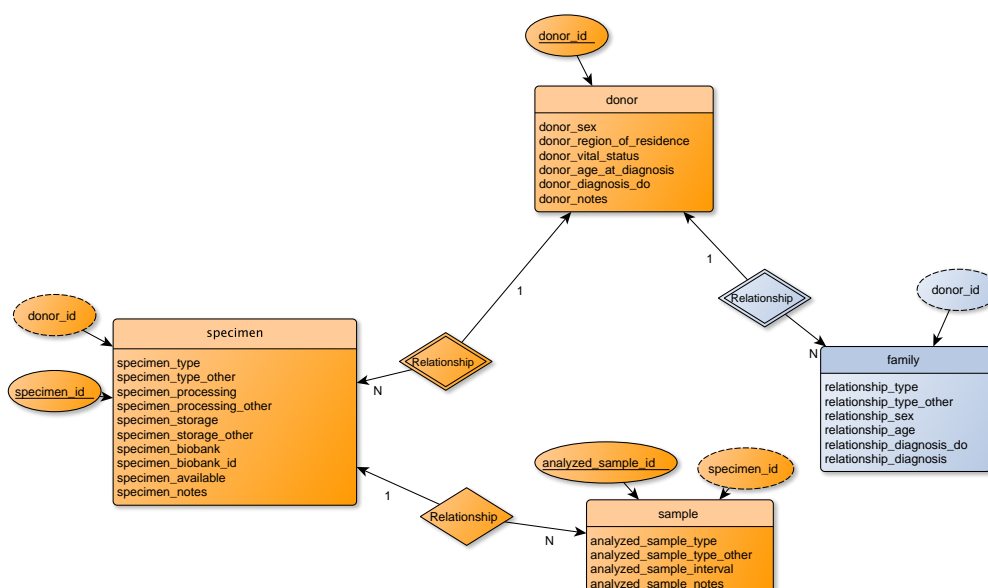 donor_id
donor
donor_sex
donor_region_of_residence
donor_vital_status
donor_age_at_diagnosis
donor_diagnosis_do
donor_notes
1
1
Relationship
donor_id
N
family
relationship_type
relationship_type_other
relationship_sex
relationship_age
relationship_diagnosis_do
relationship_diagnosis
donor_id
specimen_id
specimen
specimen_type
specimen_type_other
specimen_processing
specimen_processing_other
specimen_storage
specimen_storage_other
specimen_biobank
specimen_biobank_id
specimen_available
specimen_notes
Relationship
N
1
Relationship
N
analyzed_sample_id
specimen_id
sample
analyzed_sample_type
analyzed_sample_type_other
analyzed_sample_interval
analyzed_sample_notes